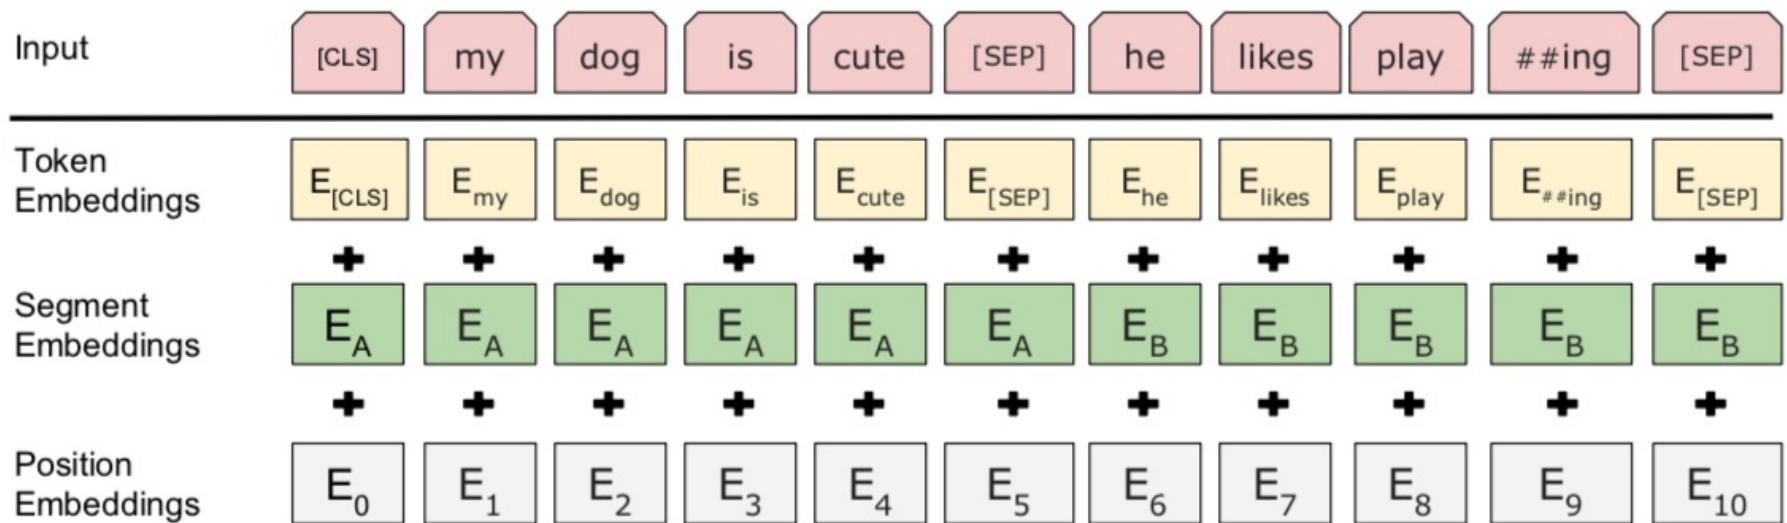 Input [CLS] my dog is cute [SEP] he likes play ##ing [SEP]
Token
Embeddings E[CLS] Emy Edog Eis Ecute E[SEP] Ehe Elikes Eplay E##ing E[SEP]
+ + + + + + + + + + +
Segment
Embeddings EA EA EA EA EA EA EB EB EB EB EB
+ + + + + + + + + + +
Position
Embeddings E0 E1 E2 E3 E4 E5 E6 E7 E8 E9 E10